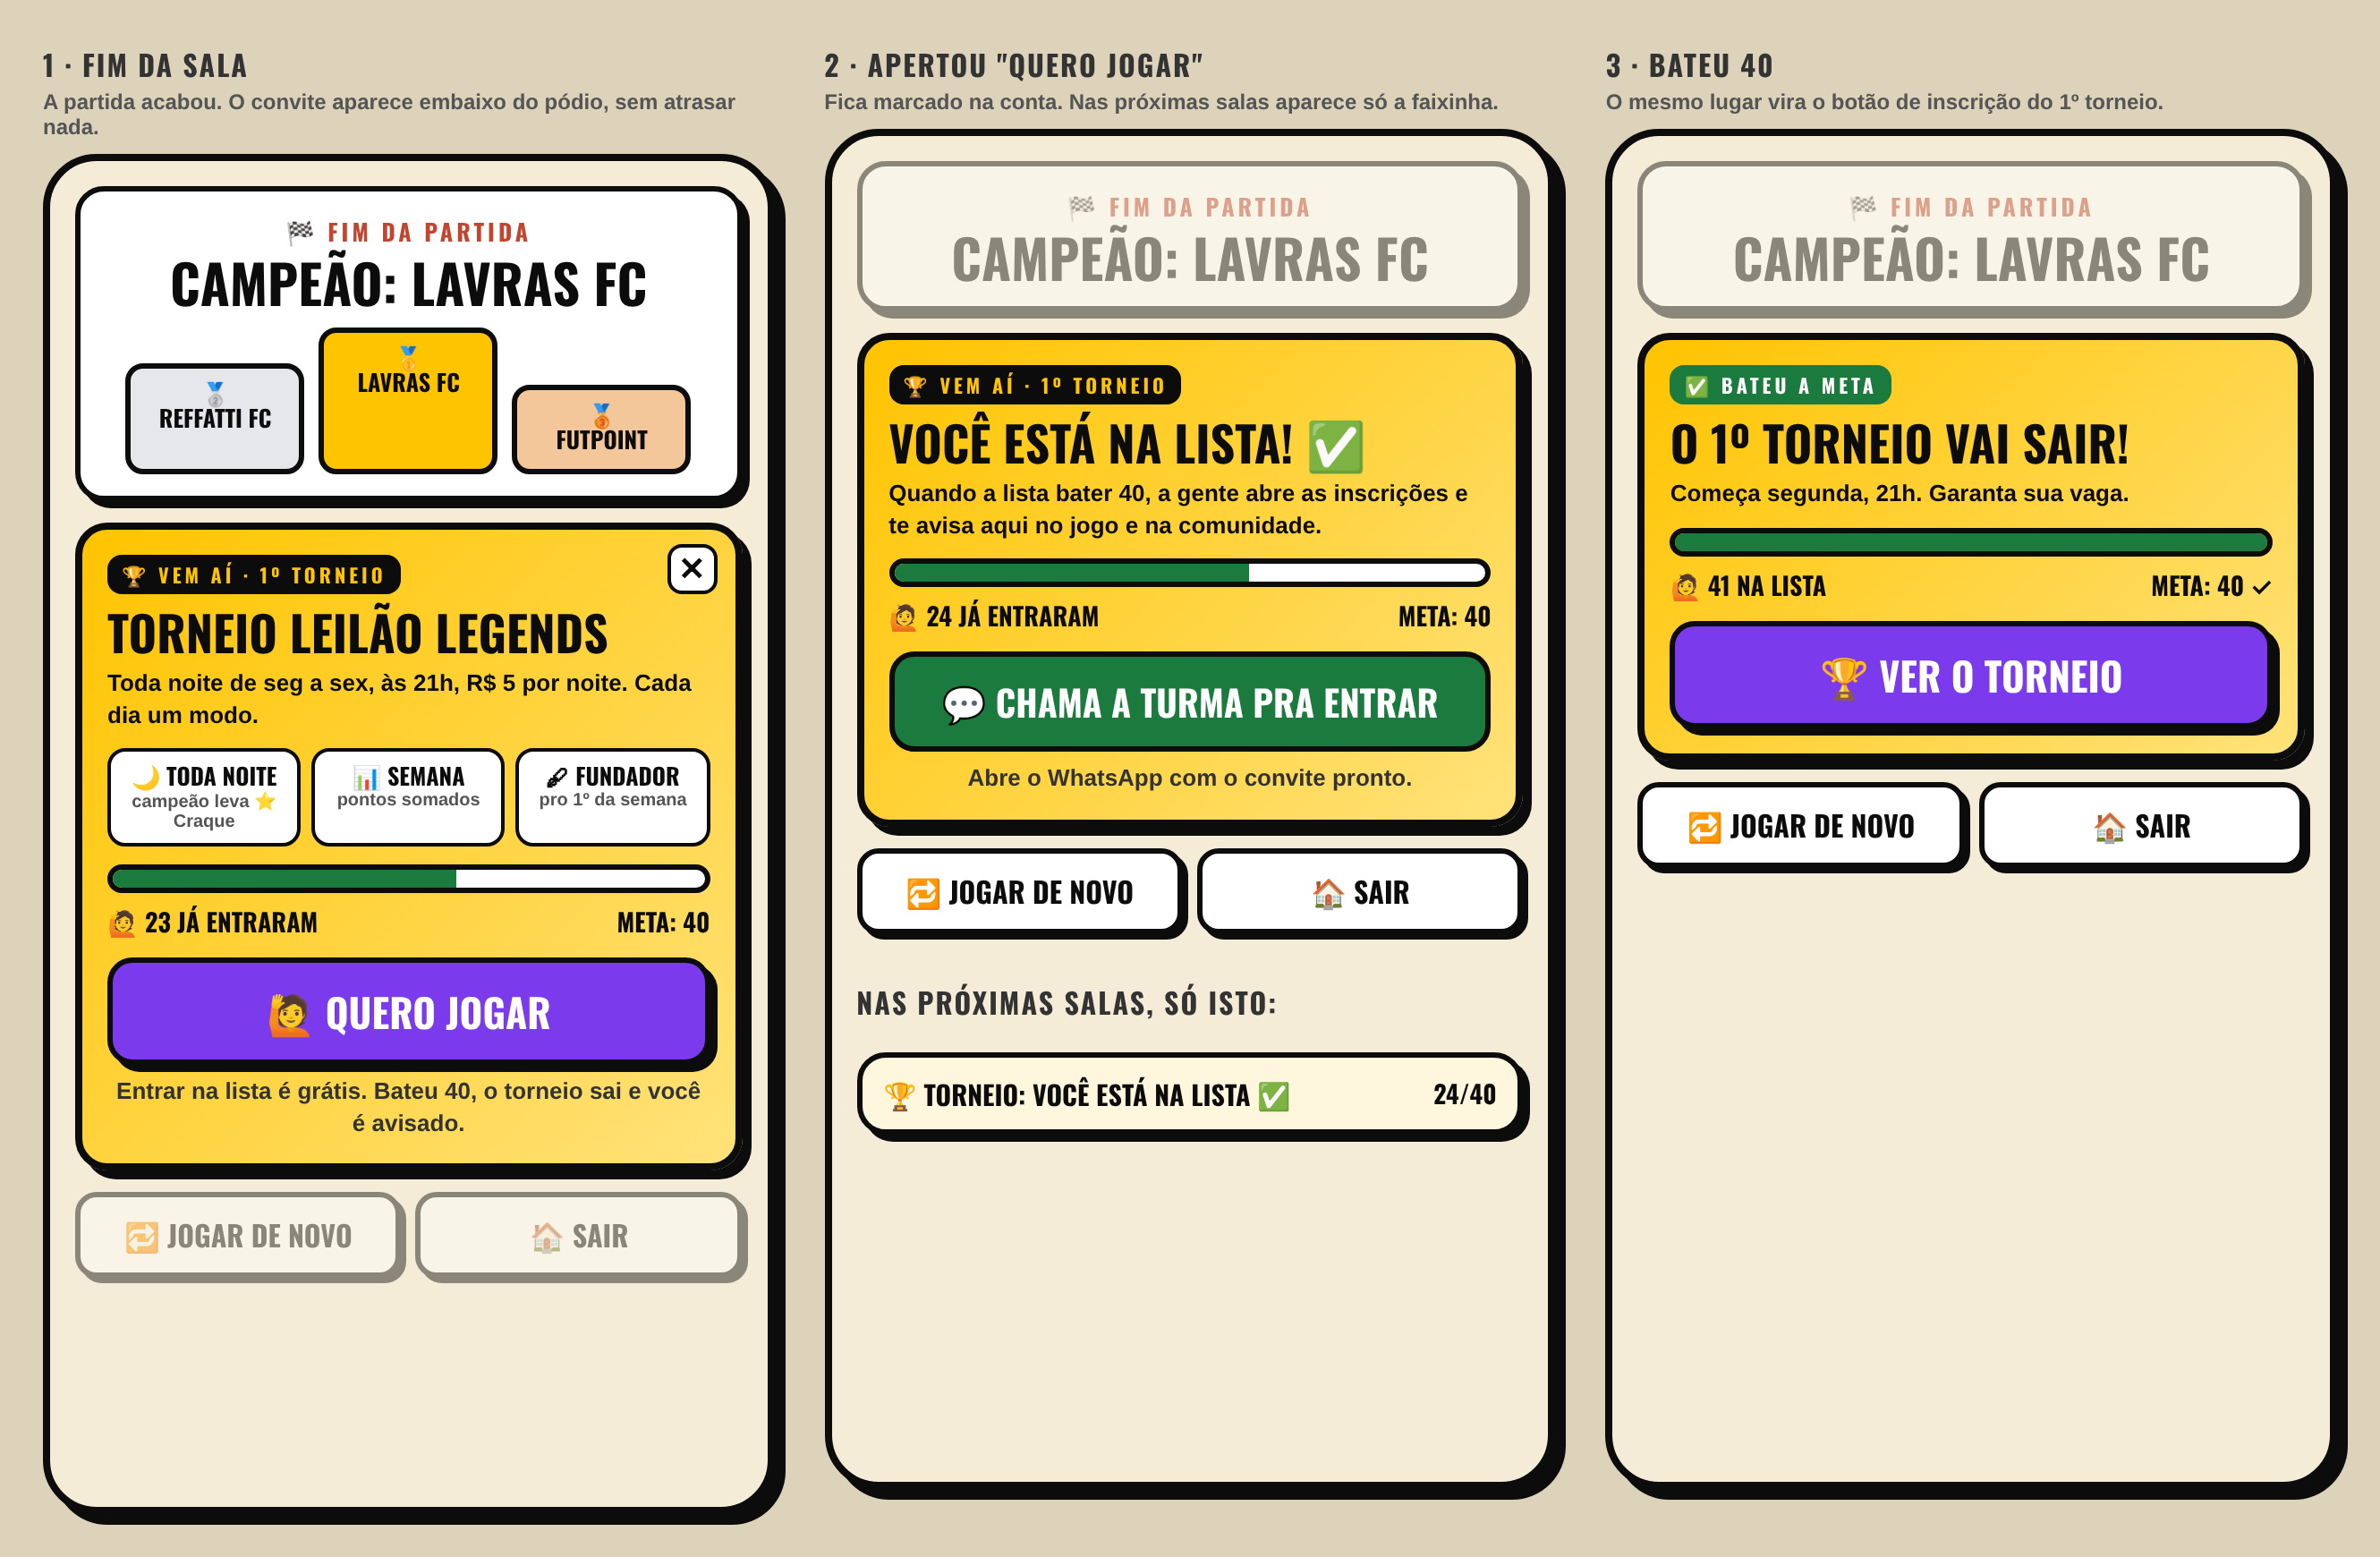 1 · FIM DA SALA
A partida acabou. O convite aparece embaixo do pódio, sem atrasar
nada.
🏁 FIM DA PARTIDA
CAMPEÃO: LAVRAS FC
🥈
REFFATTI FC
🥇
LAVRAS FC
🥉
FUTPOINT
🏆 VEM AÍ · 1º TORNEIO
✕
TORNEIO LEILÃO LEGENDS
Toda noite de seg a sex, às 21h, R$ 5 por noite. Cada
dia um modo.
🌙 TODA NOITE
campeão leva ⭐
Craque
📊 SEMANA
pontos somados
🖋 FUNDADOR
pro 1º da semana
🙋 23 JÁ ENTRARAM
META: 40
🙋 QUERO JOGAR
Entrar na lista é grátis. Bateu 40, o torneio sai e você
é avisado.
🔁 JOGAR DE NOVO
🏠 SAIR
2 · APERTOU "QUERO JOGAR"
Fica marcado na conta. Nas próximas salas aparece só a faixinha.
🏁 FIM DA PARTIDA
CAMPEÃO: LAVRAS FC
🏆 VEM AÍ · 1º TORNEIO
VOCÊ ESTÁ NA LISTA! ✅
Quando a lista bater 40, a gente abre as inscrições e
te avisa aqui no jogo e na comunidade.
🙋 24 JÁ ENTRARAM
META: 40
💬 CHAMA A TURMA PRA ENTRAR
Abre o WhatsApp com o convite pronto.
🔁 JOGAR DE NOVO
🏠 SAIR
NAS PRÓXIMAS SALAS, SÓ ISTO:
🏆 TORNEIO: VOCÊ ESTÁ NA LISTA ✅
24/40
3 · BATEU 40
O mesmo lugar vira o botão de inscrição do 1º torneio.
🏁 FIM DA PARTIDA
CAMPEÃO: LAVRAS FC
✅ BATEU A META
O 1º TORNEIO VAI SAIR!
Começa segunda, 21h. Garanta sua vaga.
🙋 41 NA LISTA
META: 40 ✓
🏆 VER O TORNEIO
🔁 JOGAR DE NOVO
🏠 SAIR